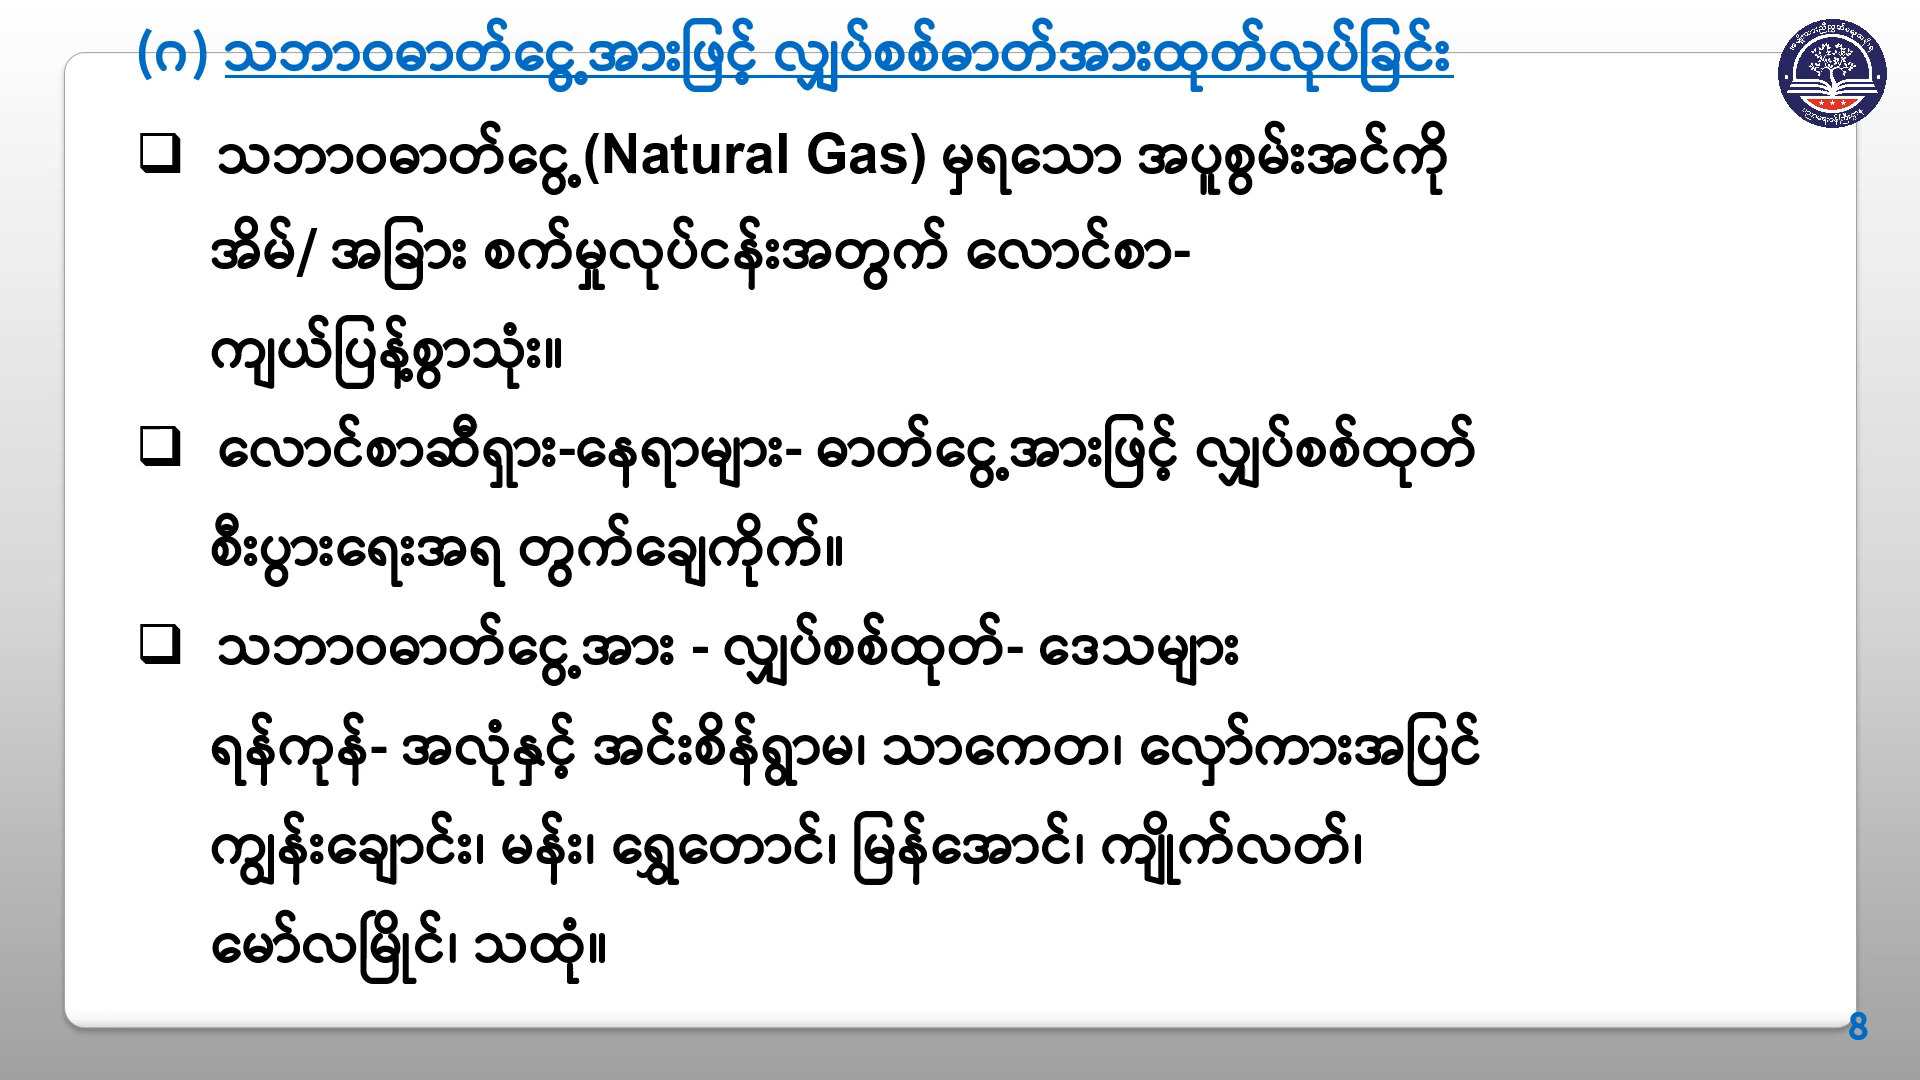 (ဂ) သဘာဝဓာတ်ငွေ့အားဖြင့် လျှပ်စစ်ဓာတ်အားထုတ်လုပ်ခြင်း
❑ သဘာဝဓာတ်ငွေ့(Natural Gas) မှရသော အပူစွမ်းအင်ကို
အိမ်/ အခြား စက်မှုလုပ်ငန်းအတွက် လောင်စာ-
ကျယ်ပြန့်စွာသုံး။
❑ လောင်စာဆီရှား-နေရာများ- ဓာတ်ငွေ့အားဖြင့် လျှပ်စစ်ထုတ်
စီးပွားရေးအရ တွက်ချေကိုက်။
❑ သဘာဝဓာတ်ငွေ့အား - လျှပ်စစ်ထုတ်- ဒေသများ
ရန်ကုန်- အလုံနှင့် အင်းစိန်ရွာမ၊ သာကေတ၊ လှော်ကားအပြင်
ကျွန်းချောင်း၊ မန်း၊ ရွှေတောင်၊ မြန်အောင်၊ ကျိုက်လတ်၊
မော်လမြိုင်၊ သထုံ။
8